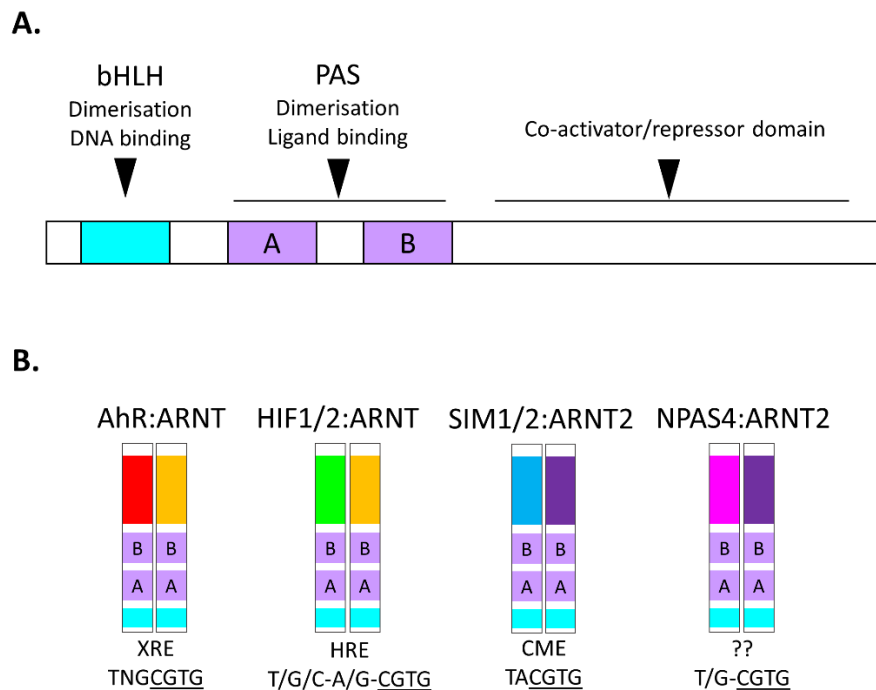 A.
bHLH
Dimerisation
DNA binding
PAS
Dimerisation
Ligand binding
Co-activator/repressor domain
A
B
B.
AhR:ARNT
HIF1/2:ARNT
SIM1/2:ARNT2
NPAS4:ARNT2
B B B B B B B B
A A A A A A A A
XRE
HRE
CME
??
TNGCGTG
T/G/C-A/G-CGTG
TACGTG
T/G-CGTG